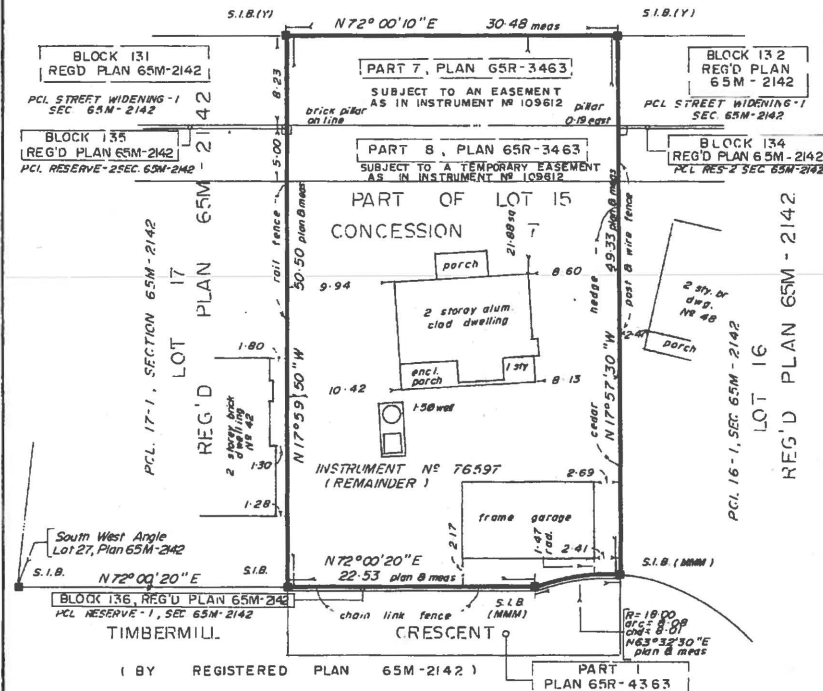 S.I.B.(Y)
N 72° 00'10" E
30.48 meas
S.I.B.(Y)
BLOCK 131
REG'D PLAN 65M-2142
PCL STREET WIDENING-1
SEC. 65M-2142
8.23
PART 7, PLAN 65R-3463
SUBJECT TO AN EASEMENT
AS IN INSTRUMENT Nº 109612
BLOCK 132
REG'D PLAN
65M-2142
PCL STREET WIDENING-1
SEC. 65M-2142
brick pillar
on line
pillar
0.19 east
BLOCK 135
REG'D PLAN 65M-2142
PCL RESERVE-2 SEC. 65M-2142
5.00
PART 8, PLAN 65R-3463
SUBJECT TO A TEMPORARY EASEMENT
AS IN INSTRUMENT Nº 109612
BLOCK 134
REG'D PLAN 65M-2142
PCL RES-2 SEC 65M-2142
PART OF LOT 15
CONCESSION 7
PCL. 17-1, SECTION 65M-2142
LOT 17
REG'D PLAN 65M-2142
rail fence
50.50 plan & meas
N 17° 59' 50" W
21.88 sq
porch
9.94
8.60
2 storey alum.
clad dwelling
encl.
porch
1 sty
10.42
8.13
1.50 well
hedge
cedar
49.33 plan & meas
N 17° 57' 30" W
post & wire fence
2 sty. br
dwg.
Nº 48
porch
2.41
PCL 16-1, SEC 65M-2142
LOT 16
REG'D PLAN 65M-2142
1.80
2 storey brick
dwelling
Nº 42
1.30
1.28
INSTRUMENT Nº 76597
(REMAINDER)
2.69
frame garage
2.17
1.47
rad.
2.41
South West Angle
Lot 27, Plan 65M-2142
S.I.B.
N 72° 00'20" E
S.I.B.
N 72° 00'20" E
22.53 plan & meas
S.I.B. (MMM)
BLOCK 136, REG'D PLAN 65M-2142
PCL RESERVE-1, SEC 65M-2142
chain link fence
S.I.B.
(MMM)
R=18.00
arc= 8.08
chd= 8.01
N 63°32'30" E
plan & meas
TIMBERMILL CRESCENT
( BY REGISTERED PLAN 65M-2142 )
PART 1
PLAN 65R-4363